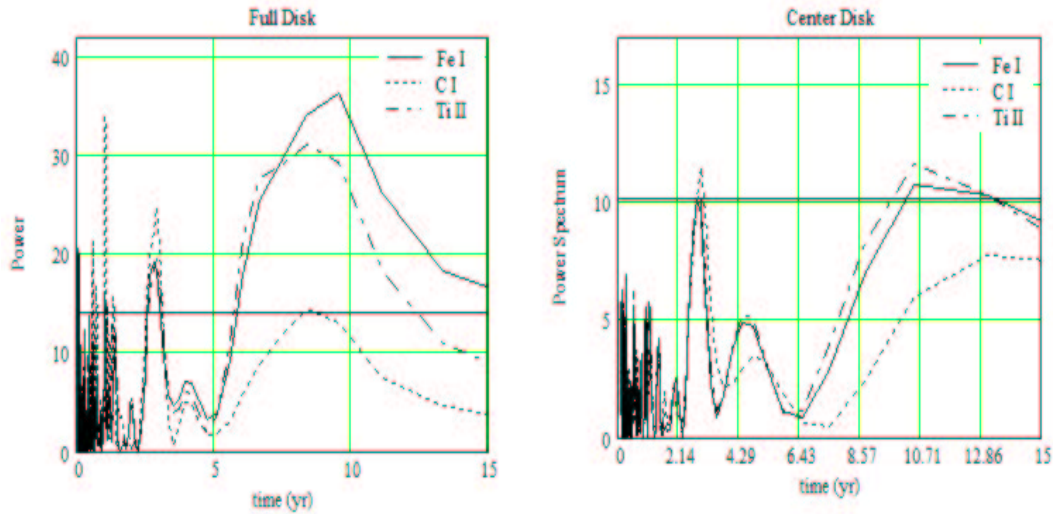 Full Disk
Power
40
30
20
10
0
Fe I
C I
Ti II
0
5
10
15
time (yr)
Center Disk
Power Spectrum
15
10
5
0
Fe I
C I
Ti II
0
2.14
4.29
6.43
8.57
10.71
12.86
15
time (yr)